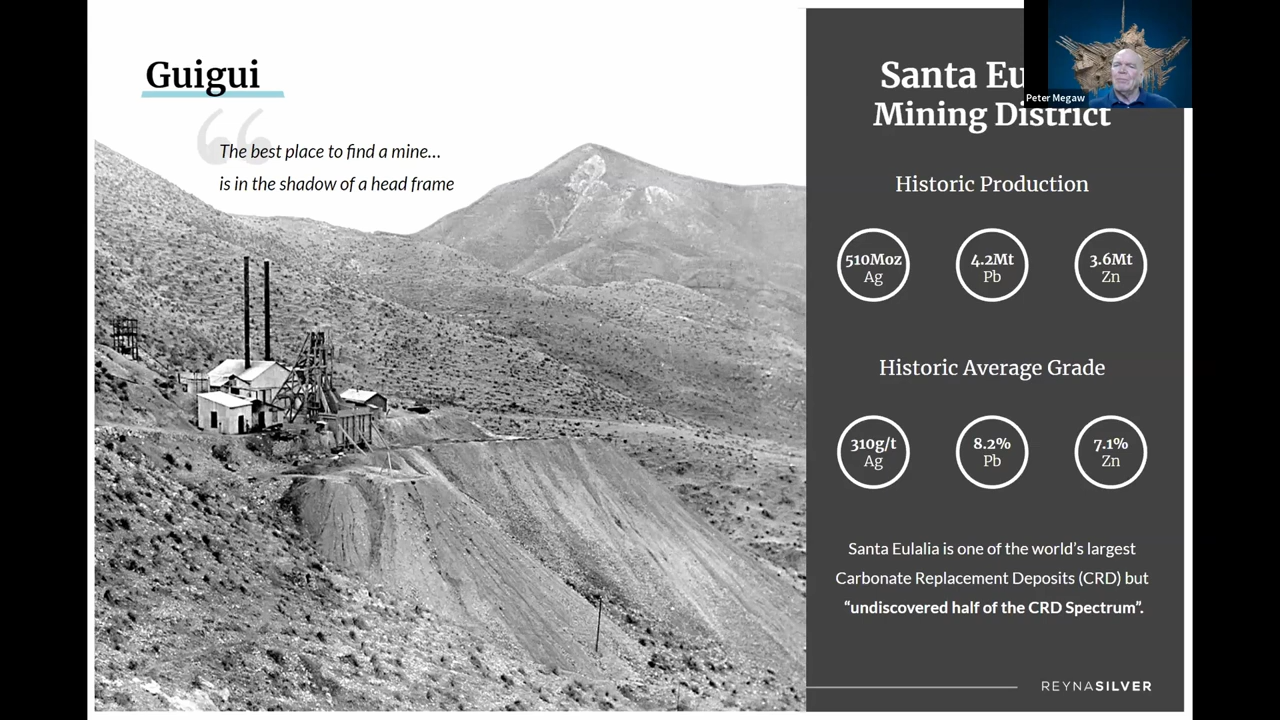 Guigui
“
The best place to find a mine...
is in the shadow of a head frame
Santa Eu
Mining District
Peter Megaw
Historic Production
510Moz
Ag
4.2Mt
Pb
3.6Mt
Zn
Historic Average Grade
310g/t
Ag
8.2%
Pb
7.1%
Zn
Santa Eulalia is one of the world's largest
Carbonate Replacement Deposits (CRD) but
“undiscovered half of the CRD Spectrum”.
REYNASILVER